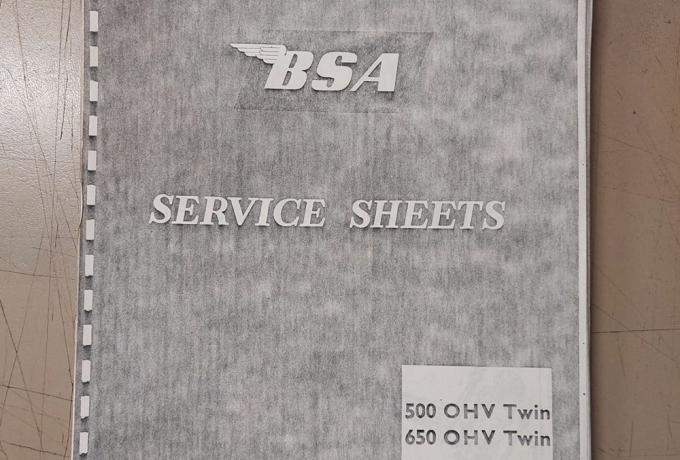 BSA
SERVICE SHEETS
500 OHV Twin
650 OHV Twin